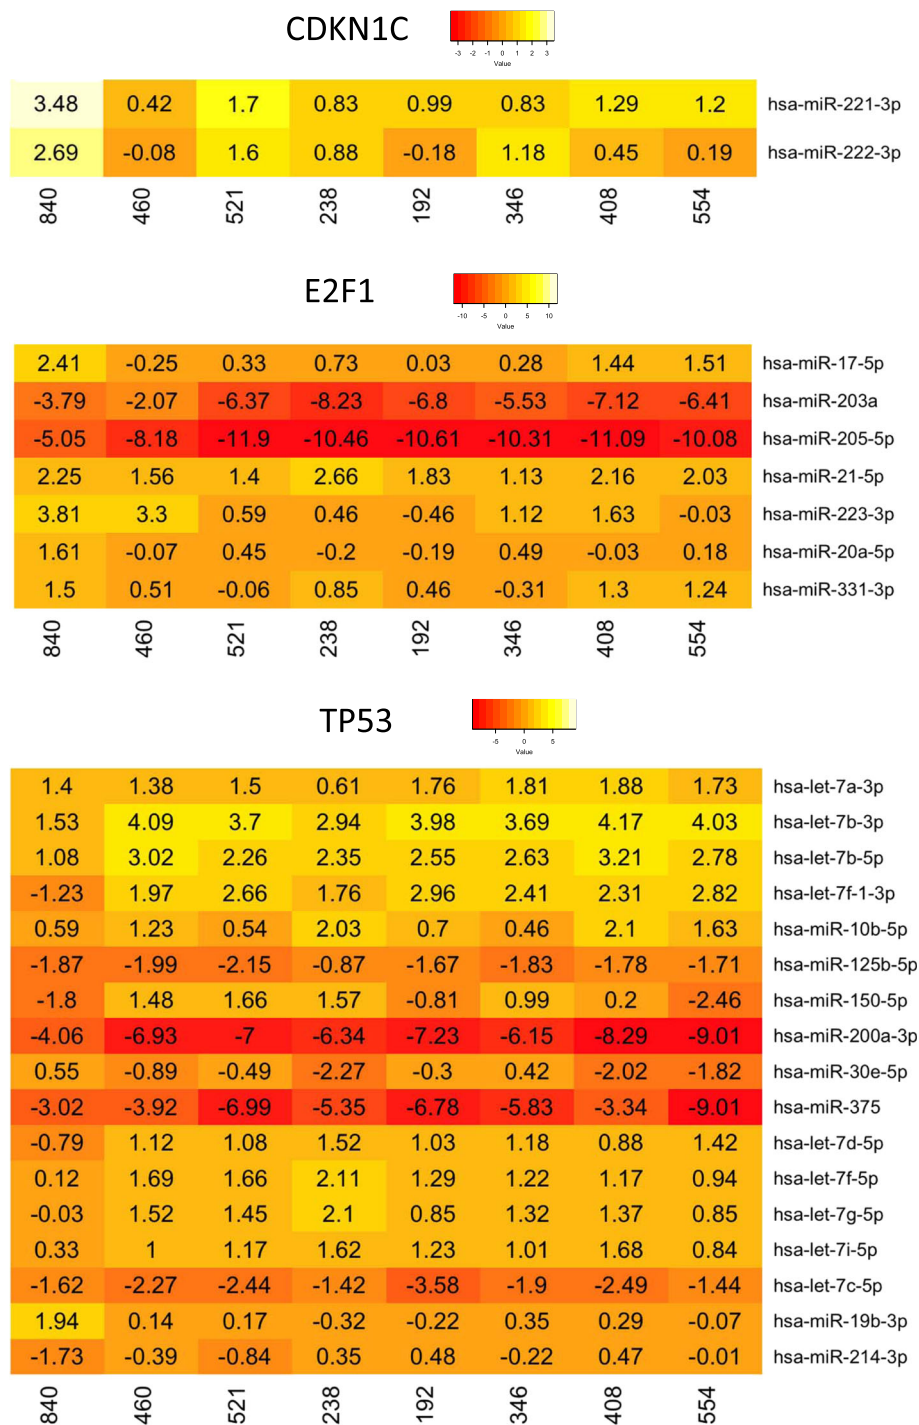 CDKN1C
-3 -2 -1 0 1 2 3
Value
3.48 0.42 1.7 0.83 0.99 0.83 1.29 1.2 hsa-miR-221-3p
2.69 -0.08 1.6 0.88 -0.18 1.18 0.45 0.19 hsa-miR-222-3p
840 460 521 238 192 346 408 554
E2F1
-10 -5 0 5 10
Value
2.41 -0.25 0.33 0.73 0.03 0.28 1.44 1.51 hsa-miR-17-5p
-3.79 -2.07 -6.37 -8.23 -6.8 -5.53 -7.12 -6.41 hsa-miR-203a
-5.05 -8.18 -11.9 -10.46 -10.61 -10.31 -11.09 -10.08 hsa-miR-205-5p
2.25 1.56 1.4 2.66 1.83 1.13 2.16 2.03 hsa-miR-21-5p
3.81 3.3 0.59 0.46 -0.46 1.12 1.63 -0.03 hsa-miR-223-3p
1.61 -0.07 0.45 -0.2 -0.19 0.49 -0.03 0.18 hsa-miR-20a-5p
1.5 0.51 -0.06 0.85 0.46 -0.31 1.3 1.24 hsa-miR-331-3p
840 460 521 238 192 346 408 554
TP53
-5 0 5
Value
1.4 1.38 1.5 0.61 1.76 1.81 1.88 1.73 hsa-let-7a-3p
1.53 4.09 3.7 2.94 3.98 3.69 4.17 4.03 hsa-let-7b-3p
1.08 3.02 2.26 2.35 2.55 2.63 3.21 2.78 hsa-let-7b-5p
-1.23 1.97 2.66 1.76 2.96 2.41 2.31 2.82 hsa-let-7f-1-3p
0.59 1.23 0.54 2.03 0.7 0.46 2.1 1.63 hsa-miR-10b-5p
-1.87 -1.99 -2.15 -0.87 -1.67 -1.83 -1.78 -1.71 hsa-miR-125b-5p
-1.8 1.48 1.66 1.57 -0.81 0.99 0.2 -2.46 hsa-miR-150-5p
-4.06 -6.93 -7 -6.34 -7.23 -6.15 -8.29 -9.01 hsa-miR-200a-3p
0.55 -0.89 -0.49 -2.27 -0.3 0.42 -2.02 -1.82 hsa-miR-30e-5p
-3.02 -3.92 -6.99 -5.35 -6.78 -5.83 -3.34 -9.01 hsa-miR-375
-0.79 1.12 1.08 1.52 1.03 1.18 0.88 1.42 hsa-let-7d-5p
0.12 1.69 1.66 2.11 1.29 1.22 1.17 0.94 hsa-let-7f-5p
-0.03 1.52 1.45 2.1 0.85 1.32 1.37 0.85 hsa-let-7g-5p
0.33 1 1.17 1.62 1.23 1.01 1.68 0.84 hsa-let-7i-5p
-1.62 -2.27 -2.44 -1.42 -3.58 -1.9 -2.49 -1.44 hsa-let-7c-5p
1.94 0.14 0.17 -0.32 -0.22 0.35 0.29 -0.07 hsa-miR-19b-3p
-1.73 -0.39 -0.84 0.35 0.48 -0.22 0.47 -0.01 hsa-miR-214-3p
840 460 521 238 192 346 408 554